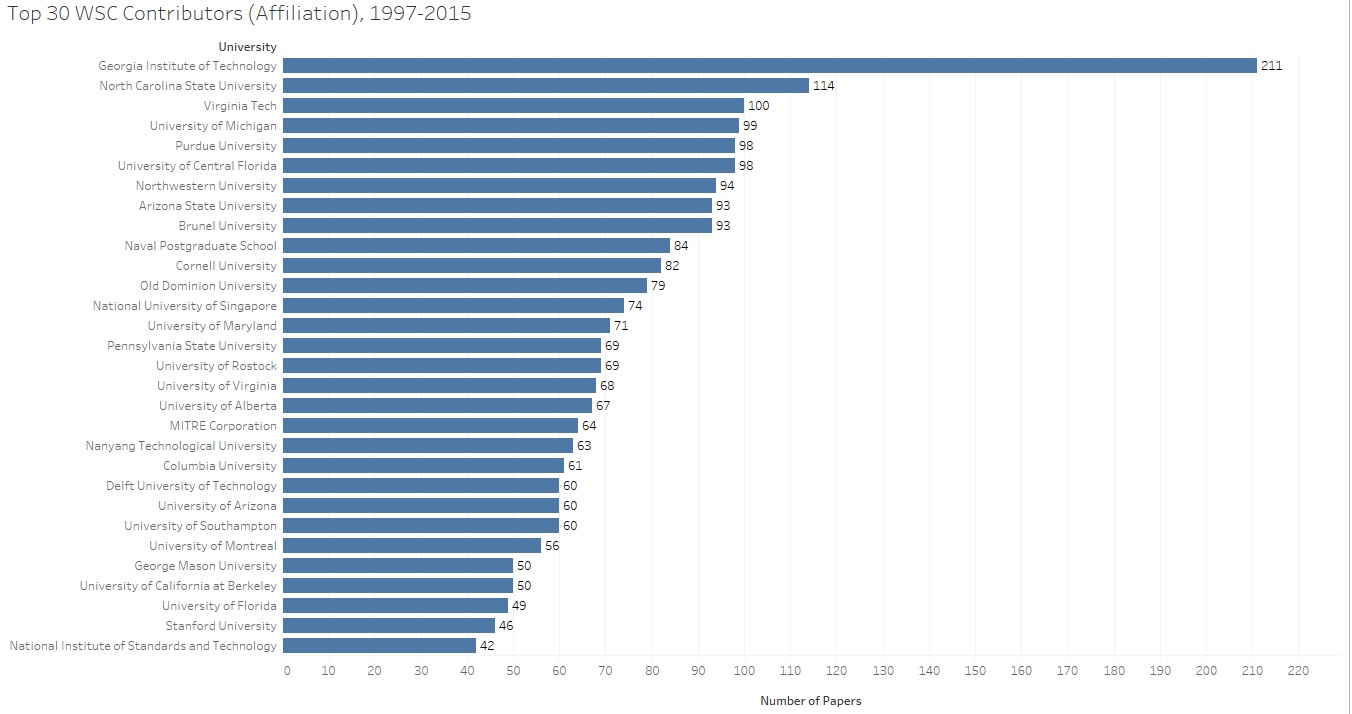 Top 30 WSC Contributors (Affiliation), 1997-2015
University
Georgia Institute of Technology 211
North Carolina State University 114
Virginia Tech 100
University of Michigan 99
Purdue University 98
University of Central Florida 98
Northwestern University 94
Arizona State University 93
Brunel University 93
Naval Postgraduate School 84
Cornell University 82
Old Dominion University 79
National University of Singapore 74
University of Maryland 71
Pennsylvania State University 69
University of Rostock 69
University of Virginia 68
University of Alberta 67
MITRE Corporation 64
Nanyang Technological University 63
Columbia University 61
Delft University of Technology 60
University of Arizona 60
University of Southampton 60
University of Montreal 56
George Mason University 50
University of California at Berkeley 50
University of Florida 49
Stanford University 46
National Institute of Standards and Technology 42
0 10 20 30 40 50 60 70 80 90 100 110 120 130 140 150 160 170 180 190 200 210 220
Number of Papers